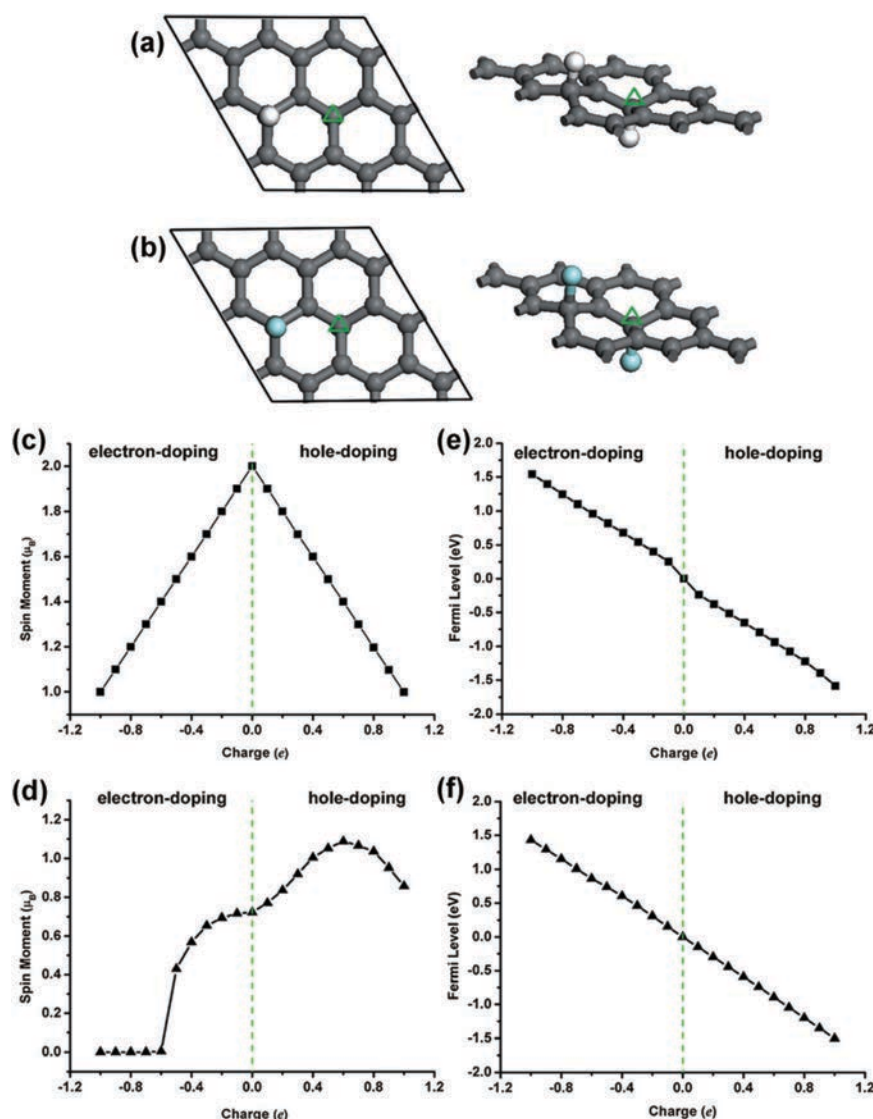 (a)
(b)
(c)
electron-doping hole-doping
2.0
1.8
1.6
1.4
1.2
1.0
Spin Moment (μB)
-1.2 -0.8 -0.4 0.0 0.4 0.8 1.2
Charge (e)
(e)
electron-doping hole-doping
2.0
1.5
1.0
0.5
0.0
-0.5
-1.0
-1.5
-2.0
Fermi Level (eV)
-1.2 -0.8 -0.4 0.0 0.4 0.8 1.2
Charge (e)
(d)
electron-doping hole-doping
1.2
1.0
0.8
0.6
0.4
0.2
0.0
Spin Moment (μB)
-1.2 -0.8 -0.4 0.0 0.4 0.8 1.2
Charge (e)
(f)
electron-doping hole-doping
2.0
1.5
1.0
0.5
0.0
-0.5
-1.0
-1.5
-2.0
Fermi Level (eV)
-1.2 -0.8 -0.4 0.0 0.4 0.8 1.2
Charge (e)